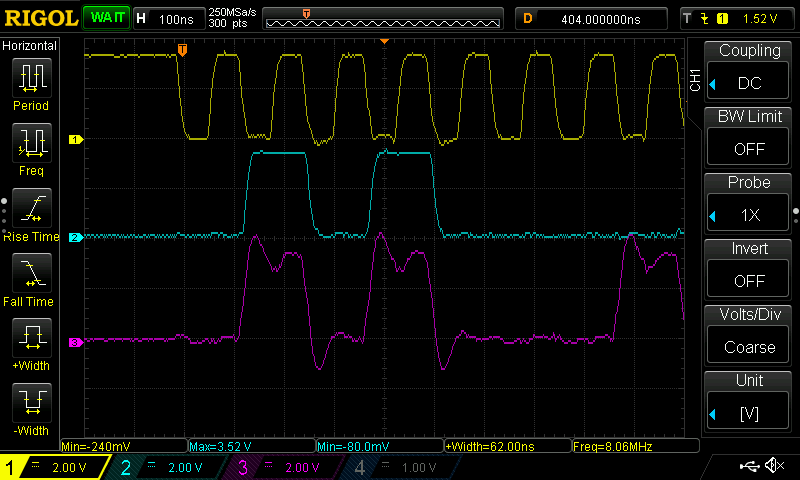 RIGOL WAIT H 100ns 250MSa/s 300 pts T D 404.000000ns T 1 1.52 V
Horizontal
Period
Freq
Rise Time
Fall Time
+Width
-Width
T
1
2
3
CH1
Coupling
DC
BW Limit
OFF
Probe
1X
Invert
OFF
Volts/Div
Coarse
Unit
[V]
Min=-240mV Max=3.52 V Min=-80.0mV +Width=62.00ns Freq=8.06MHz
1 2.00 V 2 2.00 V 3 2.00 V 4 1.00 V